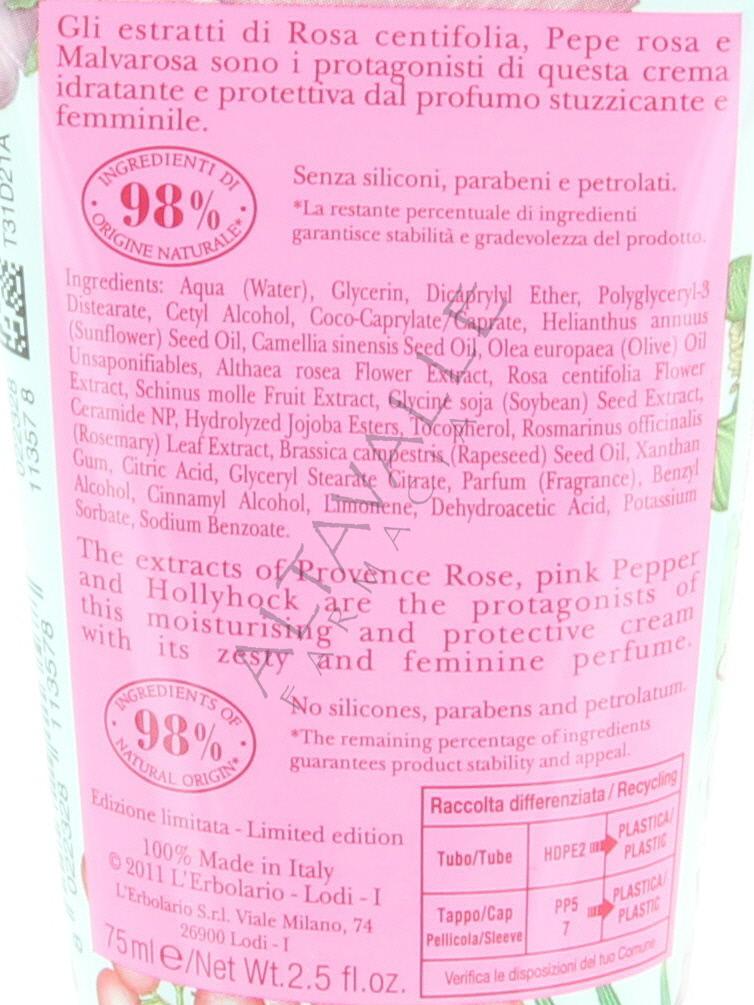 Gli estratti di Rosa centifolia, Pepe rosa e
Malvarosa sono i protagonisti di questa crema
idratante e protettiva dal profumo stuzzicante e
femminile.
INGREDIENTI DI
98%
ORIGINE NATURALE*
Senza siliconi, parabeni e petrolati.
*La restante percentuale di ingredienti
garantisce stabilità e gradevolezza del prodotto.
Ingredients: Aqua (Water), Glycerin, Dicaprylyl Ether, Polyglyceryl-3
Distearate, Cetyl Alcohol, Coco-Caprylate/Caprate, Helianthus annuus
(Sunflower) Seed Oil, Camellia sinensis Seed Oil, Olea europaea (Olive) Oil
Unsaponifiables, Althaea rosea Flower Extract, Rosa centifolia Flower
Extract, Schinus molle Fruit Extract, Glycine soja (Soybean) Seed Extract,
Ceramide NP, Hydrolyzed Jojoba Esters, Tocopherol, Rosmarinus officinalis
(Rosemary) Leaf Extract, Brassica campestris (Rapeseed) Seed Oil, Xanthan
Gum, Citric Acid, Glyceryl Stearate Citrate, Parfum (Fragrance), Benzyl
Alcohol, Cinnamyl Alcohol, Limonene, Dehydroacetic Acid, Potassium
Sorbate, Sodium Benzoate.
The extracts of Provence Rose, pink Pepper
and Hollyhock are the protagonists of
this moisturising and protective cream
with its zesty and feminine perfume.
INGREDIENTS OF
98%
NATURAL ORIGIN*
No silicones, parabens and petrolatum.
*The remaining percentage of ingredients
guarantees product stability and appeal.
Edizione limitata - Limited edition
100% Made in Italy
© 2011 L'Erbolario - Lodi - I
L'Erbolario S.r.l. Viale Milano, 74
26900 Lodi - I
75 ml e/Net Wt. 2.5 fl.oz.
Raccolta differenziata / Recycling
Tubo/Tube HDPE2 PLASTICA/
PLASTIC
Tappo/Cap PP5 PLASTICA/
Pellicola/Sleeve 7 PLASTIC
Verifica le disposizioni del tuo Comune
T31D21A
022328
11357 8
8 022328 113578
ALTAVALLE
FARMACIA